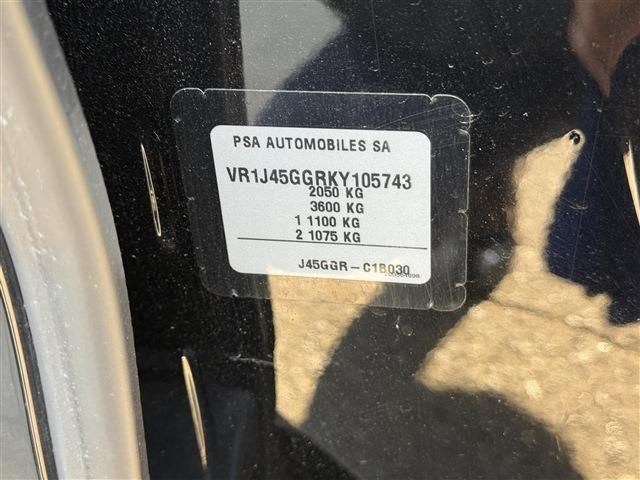 PSA AUTOMOBILES SA
VR1J45GGRKY105743
2050 KG
3600 KG
1 1100 KG
2 1075 KG
J45GGR-C1B030